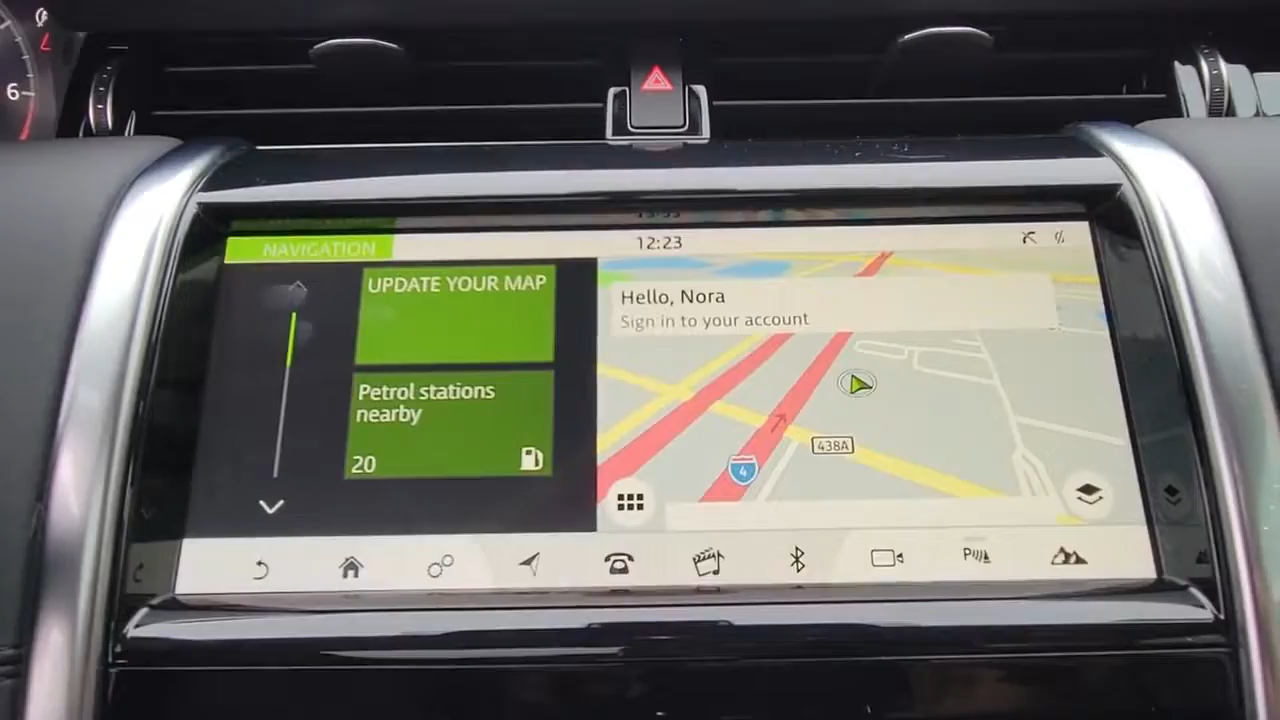 6
12:23
NAVIGATION
UPDATE YOUR MAP
Petrol stations
nearby
20
Hello, Nora
Sign in to your account
438A
4
P